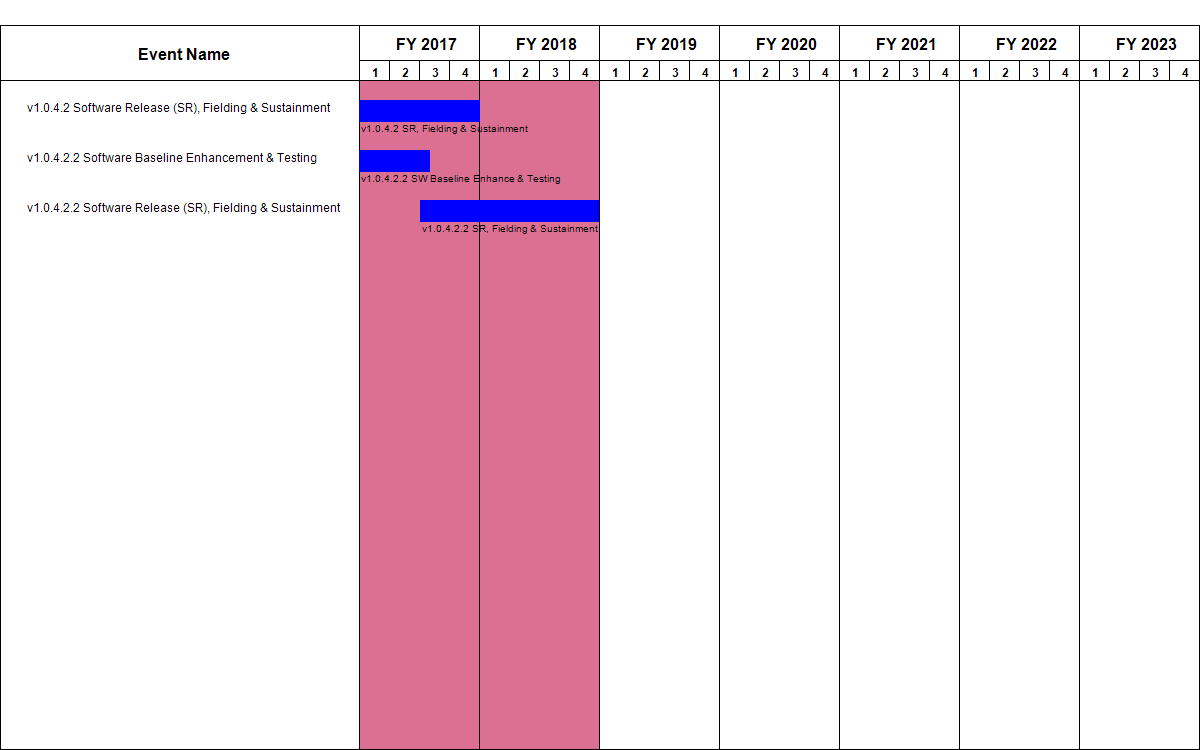 Event Name FY 2017 FY 2018 FY 2019 FY 2020 FY 2021 FY 2022 FY 2023
1 2 3 4 1 2 3 4 1 2 3 4 1 2 3 4 1 2 3 4 1 2 3 4 1 2 3 4
v1.0.4.2 Software Release (SR), Fielding & Sustainment
v1.0.4.2 SR, Fielding & Sustainment
v1.0.4.2.2 Software Baseline Enhancement & Testing
v1.0.4.2.2 SW Baseline Enhance & Testing
v1.0.4.2.2 Software Release (SR), Fielding & Sustainment
v1.0.4.2.2 SR, Fielding & Sustainment